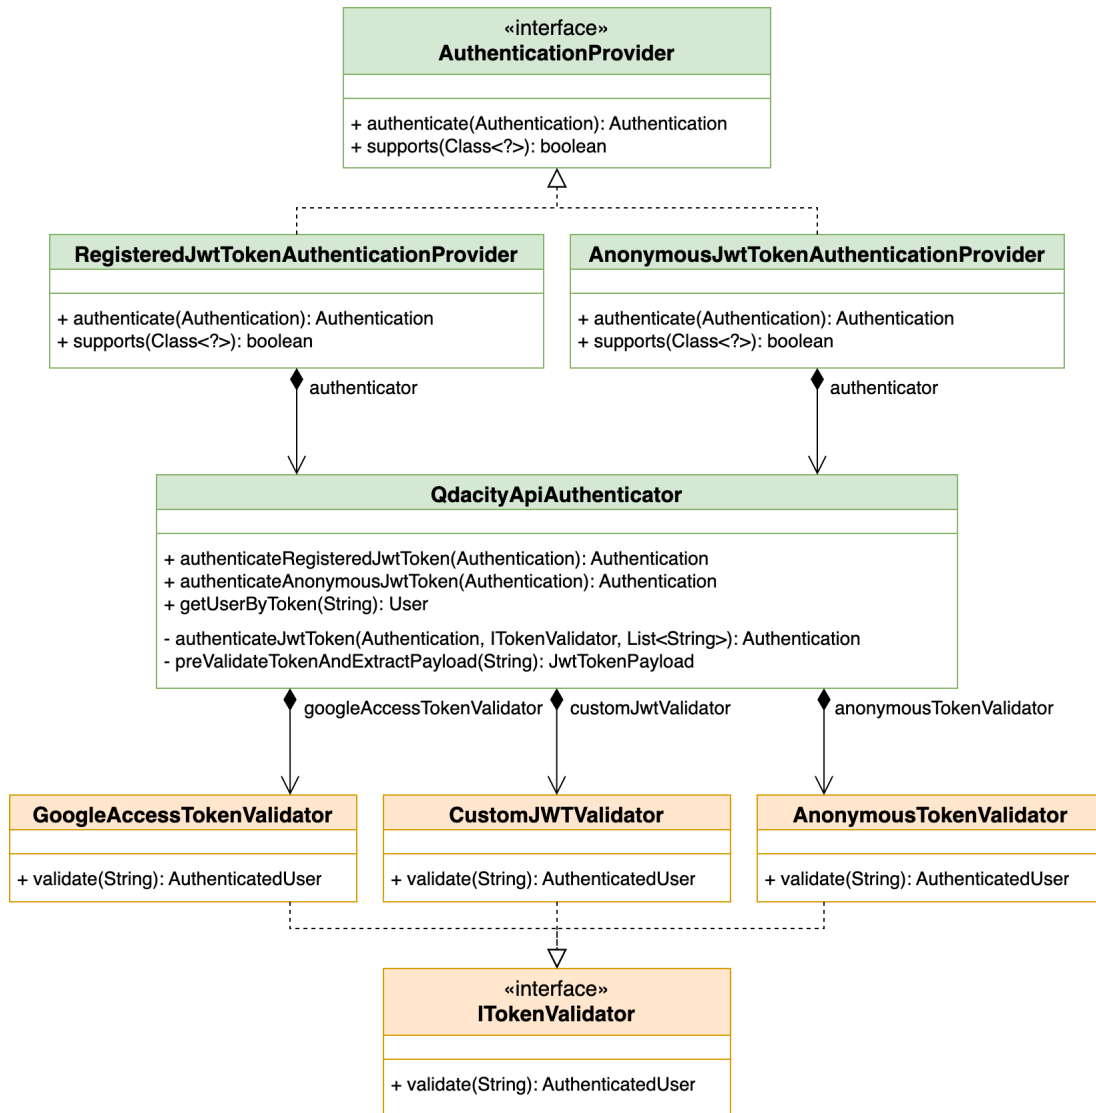 «interface»
AuthenticationProvider
+ authenticate(Authentication): Authentication
+ supports(Class<?>): boolean
RegisteredJwtTokenAuthenticationProvider
+ authenticate(Authentication): Authentication
+ supports(Class<?>): boolean
AnonymousJwtTokenAuthenticationProvider
+ authenticate(Authentication): Authentication
+ supports(Class<?>): boolean
authenticator
authenticator
QdacityApiAuthenticator
+ authenticateRegisteredJwtToken(Authentication): Authentication
+ authenticateAnonymousJwtToken(Authentication): Authentication
+ getUserByToken(String): User
- authenticateJwtToken(Authentication, ITokenValidator, List<String>): Authentication
- preValidateTokenAndExtractPayload(String): JwtTokenPayload
googleAccessTokenValidator
customJwtValidator
anonymousTokenValidator
GoogleAccessTokenValidator
+ validate(String): AuthenticatedUser
CustomJWTValidator
+ validate(String): AuthenticatedUser
AnonymousTokenValidator
+ validate(String): AuthenticatedUser
«interface»
ITokenValidator
+ validate(String): AuthenticatedUser